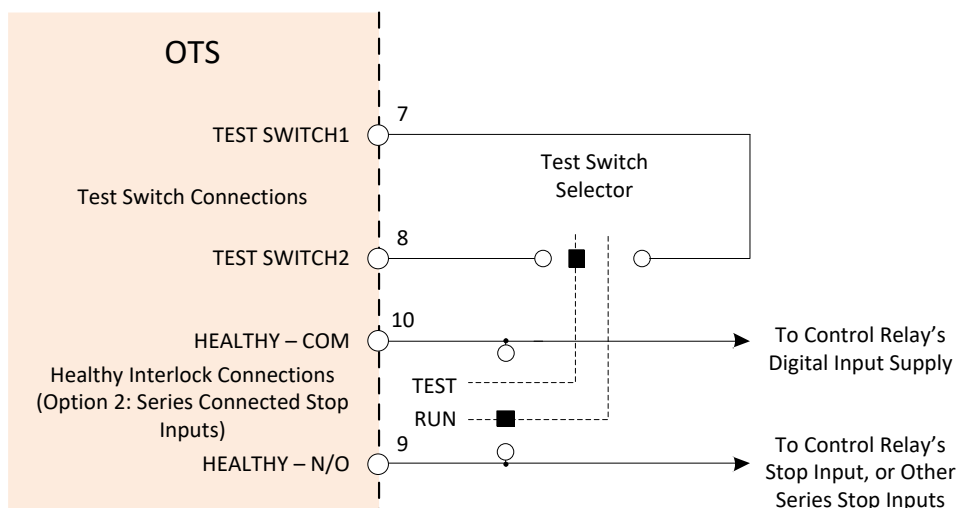 OTS
7
TEST SWITCH1
Test Switch
Selector
Test Switch Connections
8
TEST SWITCH2
10
HEALTHY – COM
To Control Relay's
Digital Input Supply
Healthy Interlock Connections
(Option 2: Series Connected Stop
Inputs)
TEST
RUN
9
HEALTHY – N/O
To Control Relay's
Stop Input, or Other
Series Stop Inputs